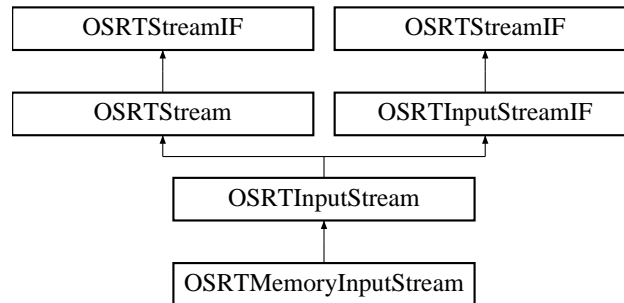 OSRTStreamIF
OSRTStreamIF
OSRTStream
OSRTInputStreamIF
OSRTInputStream
OSRTMemoryInputStream